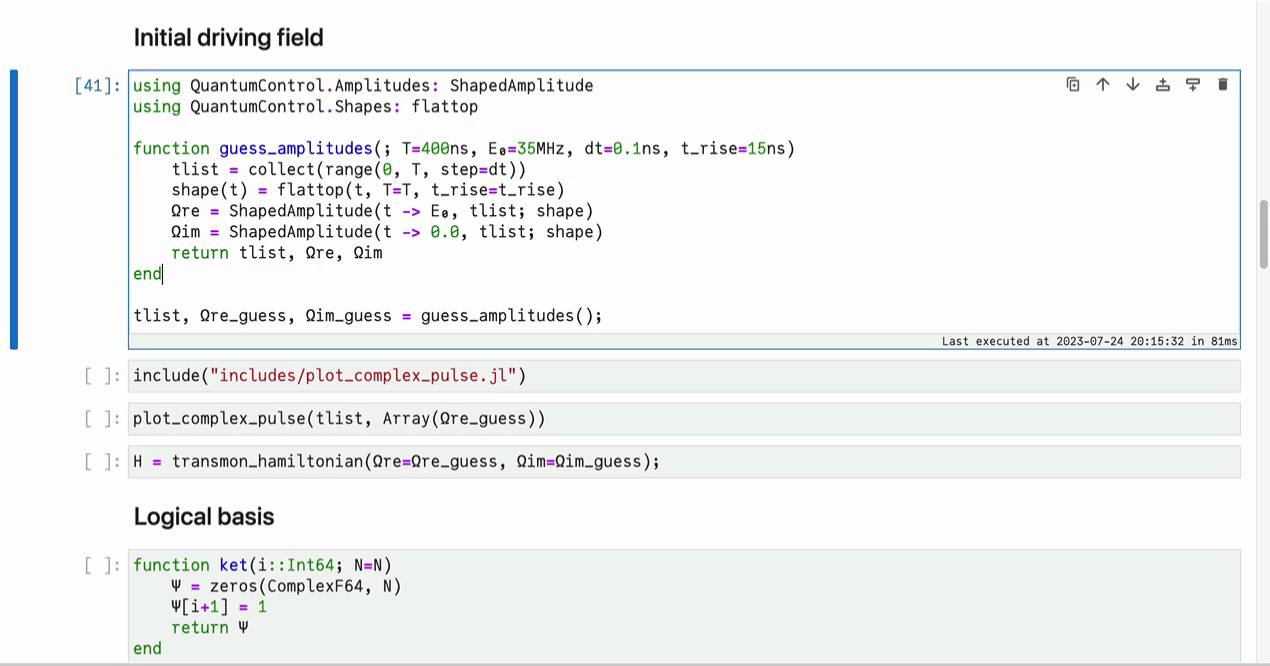 Initial driving field
[41]: using QuantumControl.Amplitudes: ShapedAmplitude
using QuantumControl.Shapes: flattop
function guess_amplitudes(; T=400ns, E₀=35MHz, dt=0.1ns, t_rise=15ns)
    tlist = collect(range(0, T, step=dt))
    shape(t) = flattop(t, T=T, t_rise=t_rise)
    Ωre = ShapedAmplitude(t -> E₀, tlist; shape)
    Ωim = ShapedAmplitude(t -> 0.0, tlist; shape)
    return tlist, Ωre, Ωim
end
tlist, Ωre_guess, Ωim_guess = guess_amplitudes();
Last executed at 2023-07-24 20:15:32 in 81ms
[ ]: include("includes/plot_complex_pulse.jl")
[ ]: plot_complex_pulse(tlist, Array(Ωre_guess))
[ ]: H = transmon_hamiltonian(Ωre=Ωre_guess, Ωim=Ωim_guess);
Logical basis
[ ]: function ket(i::Int64; N=N)
    Ψ = zeros(ComplexF64, N)
    Ψ[i+1] = 1
    return Ψ
end